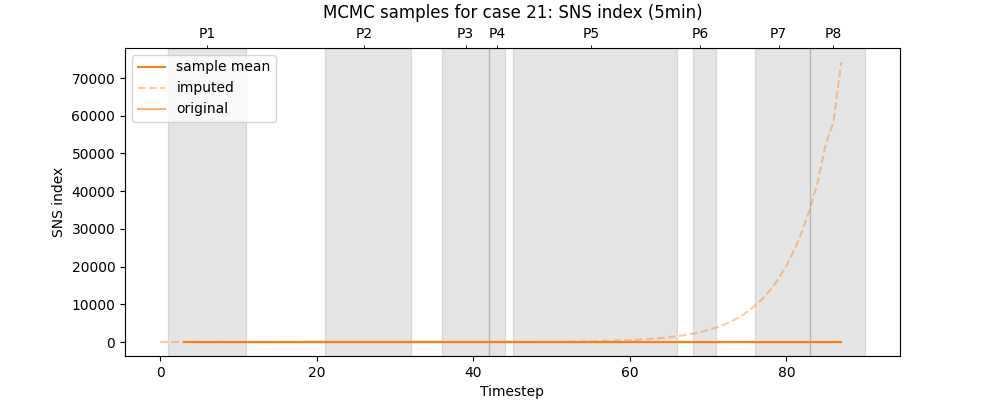 MCMC samples for case 21: SNS index (5min)
P1 P2 P3 P4 P5 P6 P7 P8
sample mean
imputed
original
70000
60000
50000
40000
30000
20000
10000
0
SNS index
0 20 40 60 80
Timestep